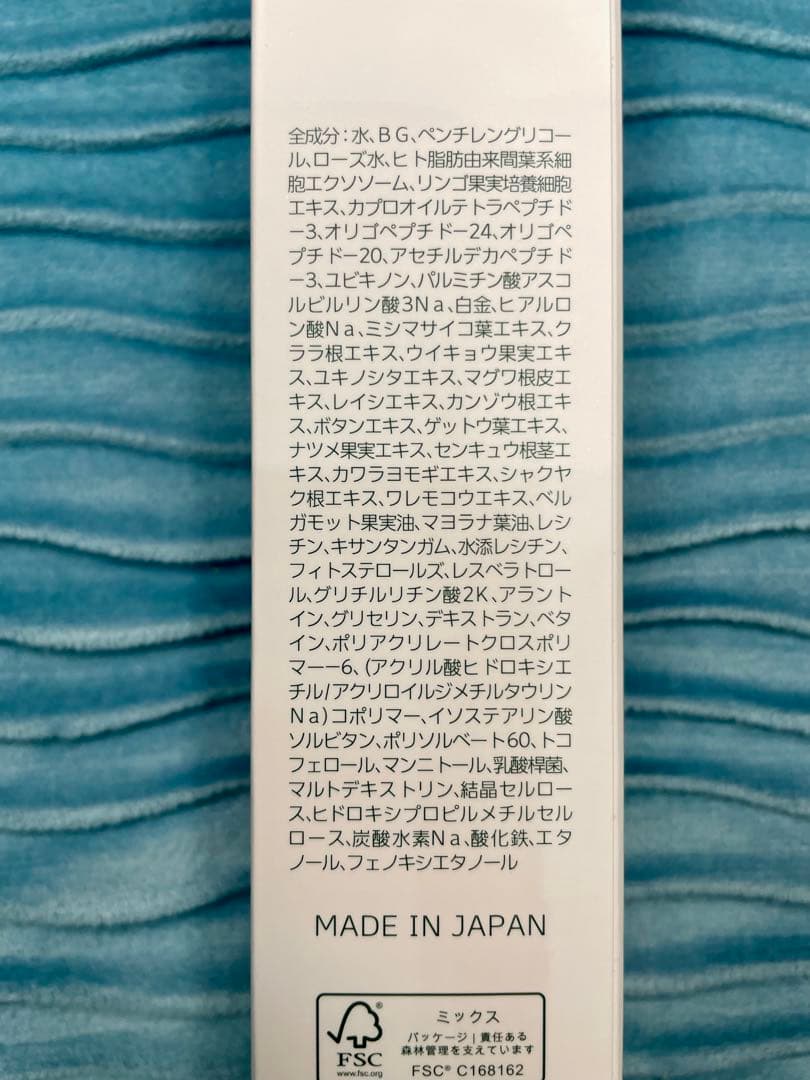 全成分：水、BG、ペンチレングリコー
ル、ローズ水、ヒト脂肪由来間葉系細
胞エクソソーム、リンゴ果実培養細胞
エキス、カプロオイルテトラペプチド
ー3、オリゴペプチドー24、オリゴペ
プチドー20、アセチルデカペプチド
ー3、ユビキノン、パルミチン酸アスコ
ルビルリン酸3Na、白金、ヒアルロ
ン酸Na、ミシマサイコ葉エキス、ク
ララ根エキス、ウイキョウ果実エキ
ス、ユキノシタエキス、マグワ根皮エ
キス、レイシエキス、カンゾウ根エキ
ス、ボタンエキス、ゲットウ葉エキス、
ナツメ果実エキス、センキュウ根茎エ
キス、カワラヨモギエキス、シャクヤ
ク根エキス、ワレモコウエキス、ベル
ガモット果実油、マヨラナ葉油、レシ
チン、キサンタンガム、水添レシチン、
フィトステロールズ、レスベラトロー
ル、グリチルリチン酸2K、アラント
イン、グリセリン、デキストラン、ベタ
イン、ポリアクリレートクロスポリ
マーー6、(アクリル酸ヒドロキシエ
チル/アクリロイルジメチルタウリン
Na)コポリマー、イソステアリン酸
ソルビタン、ポリソルベート60、トコ
フェロール、マンニトール、乳酸桿菌、
マルトデキストリン、結晶セルロー
ス、ヒドロキシプロピルメチルセル
ロース、炭酸水素Na、酸化鉄、エタ
ノール、フェノキシエタノール
MADE IN JAPAN
®
FSC
www.fsc.org
ミックス
パッケージ | 責任ある
森林管理を支えています
FSC® C168162